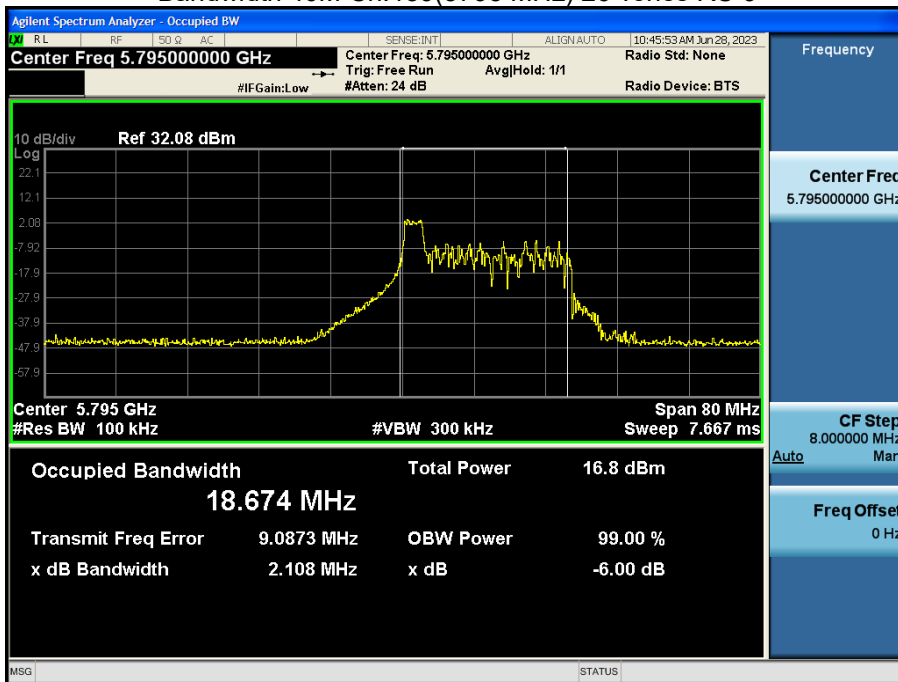 Agilent Spectrum Analyzer - Occupied BW
LXI RL RF 50 Ω AC SENSE:INT ALIGN AUTO 10:45:53 AM Jun 28, 2023
Center Freq 5.795000000 GHz
Center Freq: 5.795000000 GHz
Radio Std: None
Trig: Free Run Avg|Hold: 1/1
#IFGain:Low
#Atten: 24 dB
Radio Device: BTS
10 dB/div Ref 32.08 dBm
Log
22.1
12.1
2.08
-7.92
-17.9
-27.9
-37.9
-47.9
-57.9
Center 5.795 GHz
Span 80 MHz
#Res BW 100 kHz
#VBW 300 kHz
Sweep 7.667 ms
Occupied Bandwidth
18.674 MHz
Total Power 16.8 dBm
Transmit Freq Error 9.0873 MHz
OBW Power 99.00 %
x dB Bandwidth 2.108 MHz
x dB -6.00 dB
Frequency
Center Freq
5.795000000 GHz
CF Step
8.000000 MHz
Auto Man
Freq Offset
0 Hz
MSG
STATUS